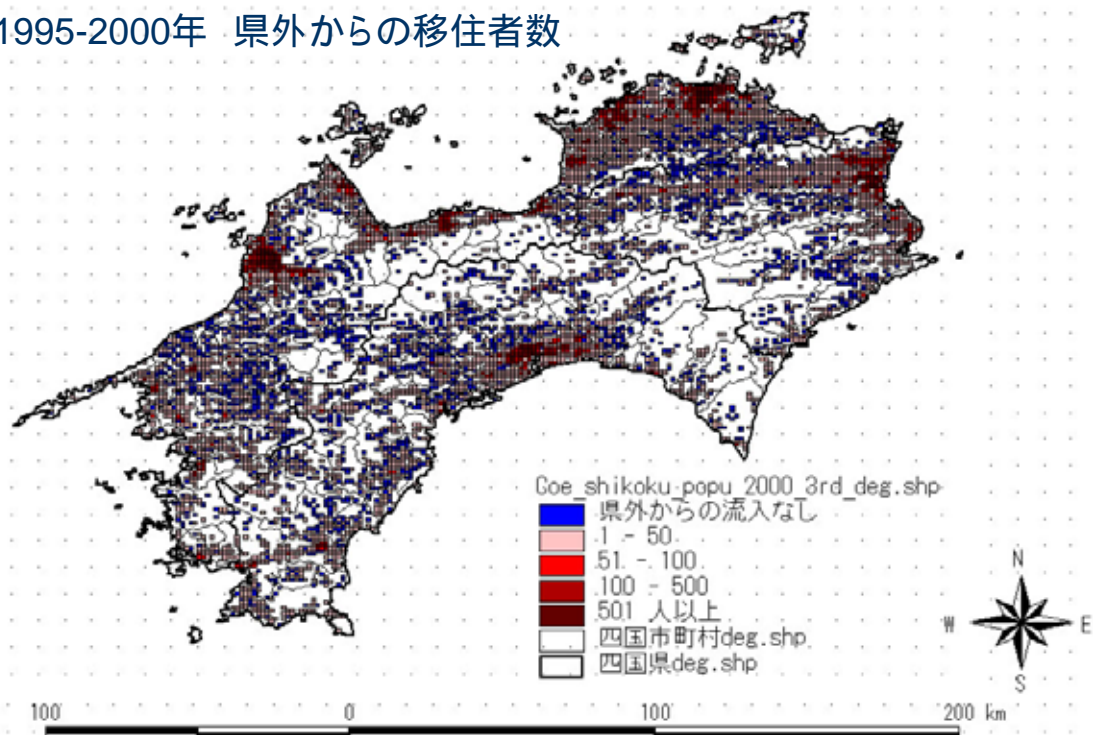 1995-2000年 県外からの移住者数
Coe_shikoku_popu_2000_3rd_deg.shp
県外からの流入なし
1 - 50
51 - 100
100 - 500
501 人以上
四国市町村deg.shp
四国県deg.shp
N
W E
S
100 0 100 200 km